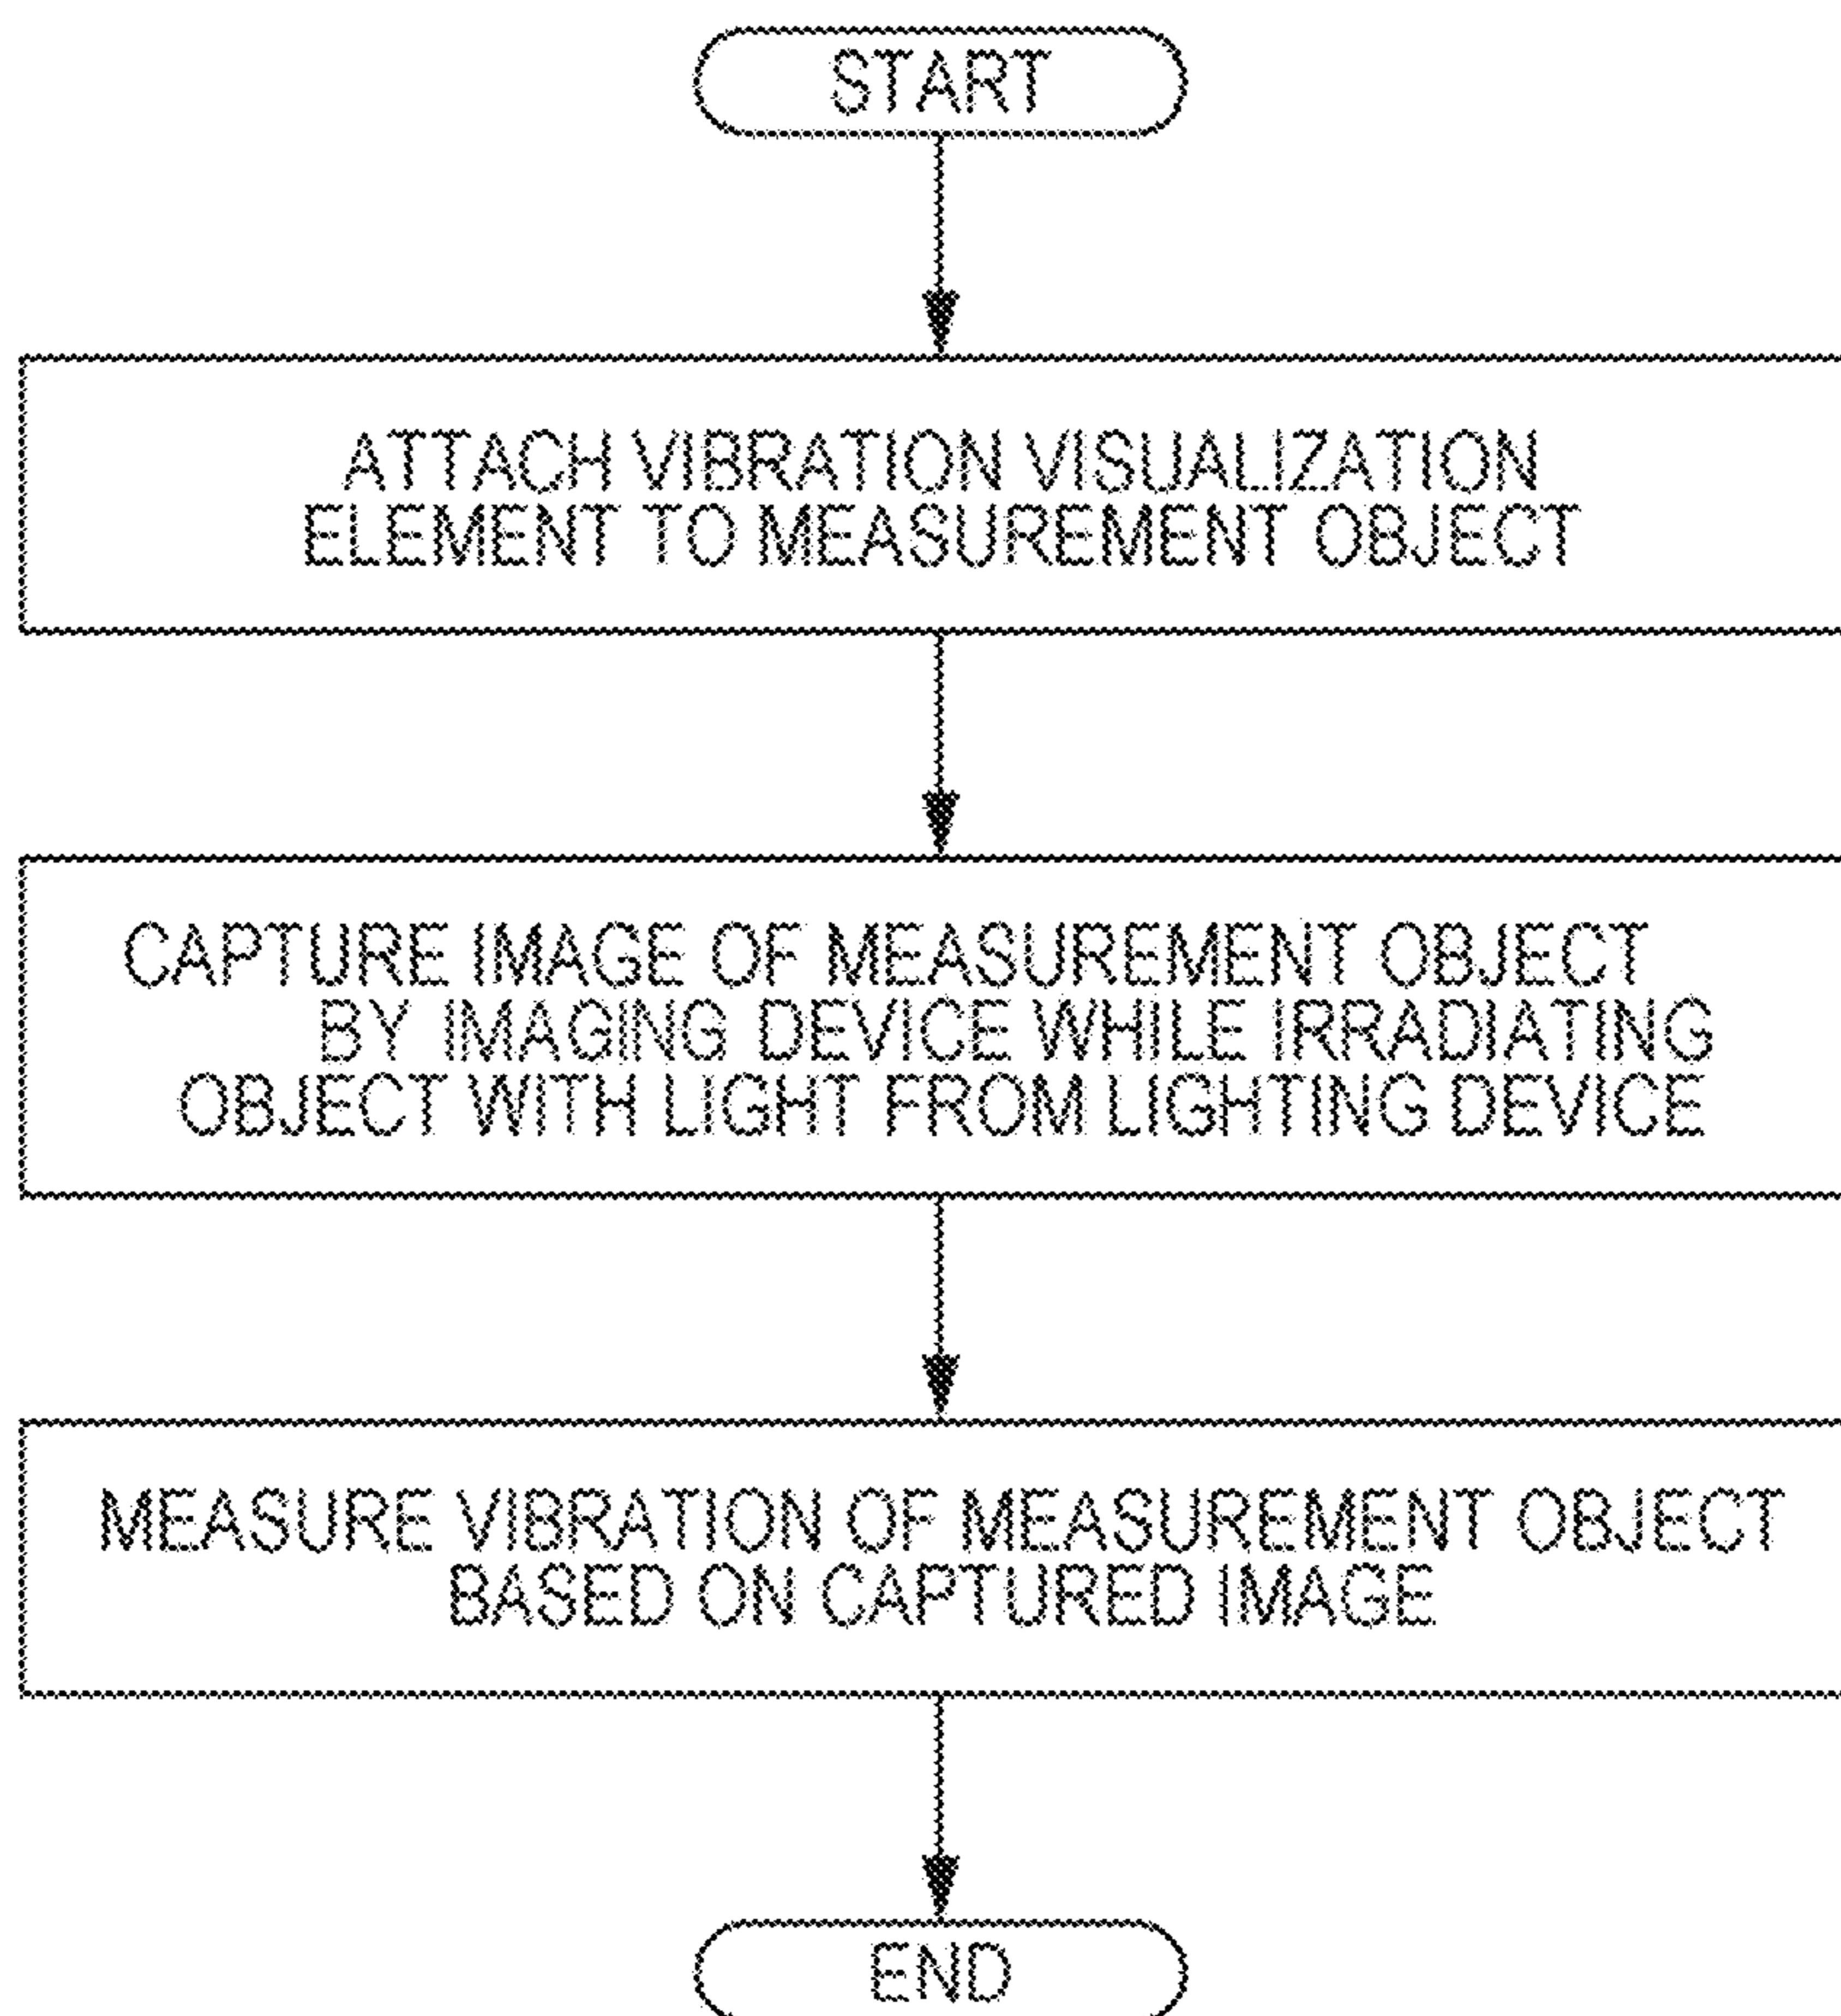 START
ATTACH VIBRATION VISUALIZATION
ELEMENT TO MEASUREMENT OBJECT
CAPTURE IMAGE OF MEASUREMENT OBJECT
BY IMAGING DEVICE WHILE IRRADIATING
OBJECT WITH LIGHT FROM LIGHTING DEVICE
MEASURE VIBRATION OF MEASUREMENT OBJECT
BASED ON CAPTURED IMAGE
END